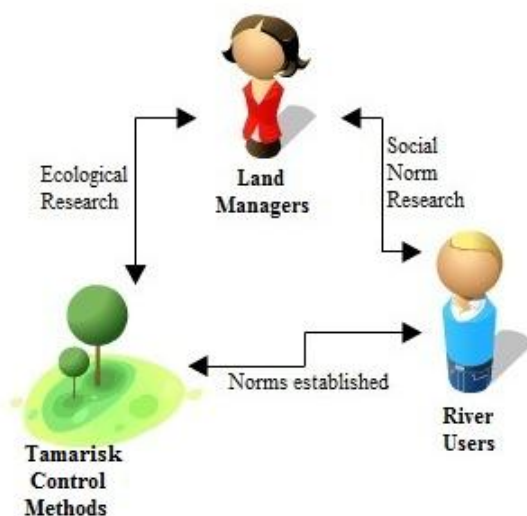 Land
Managers
Ecological
Research
Social
Norm
Research
Norms established
River
Users
Tamarisk
Control
Methods